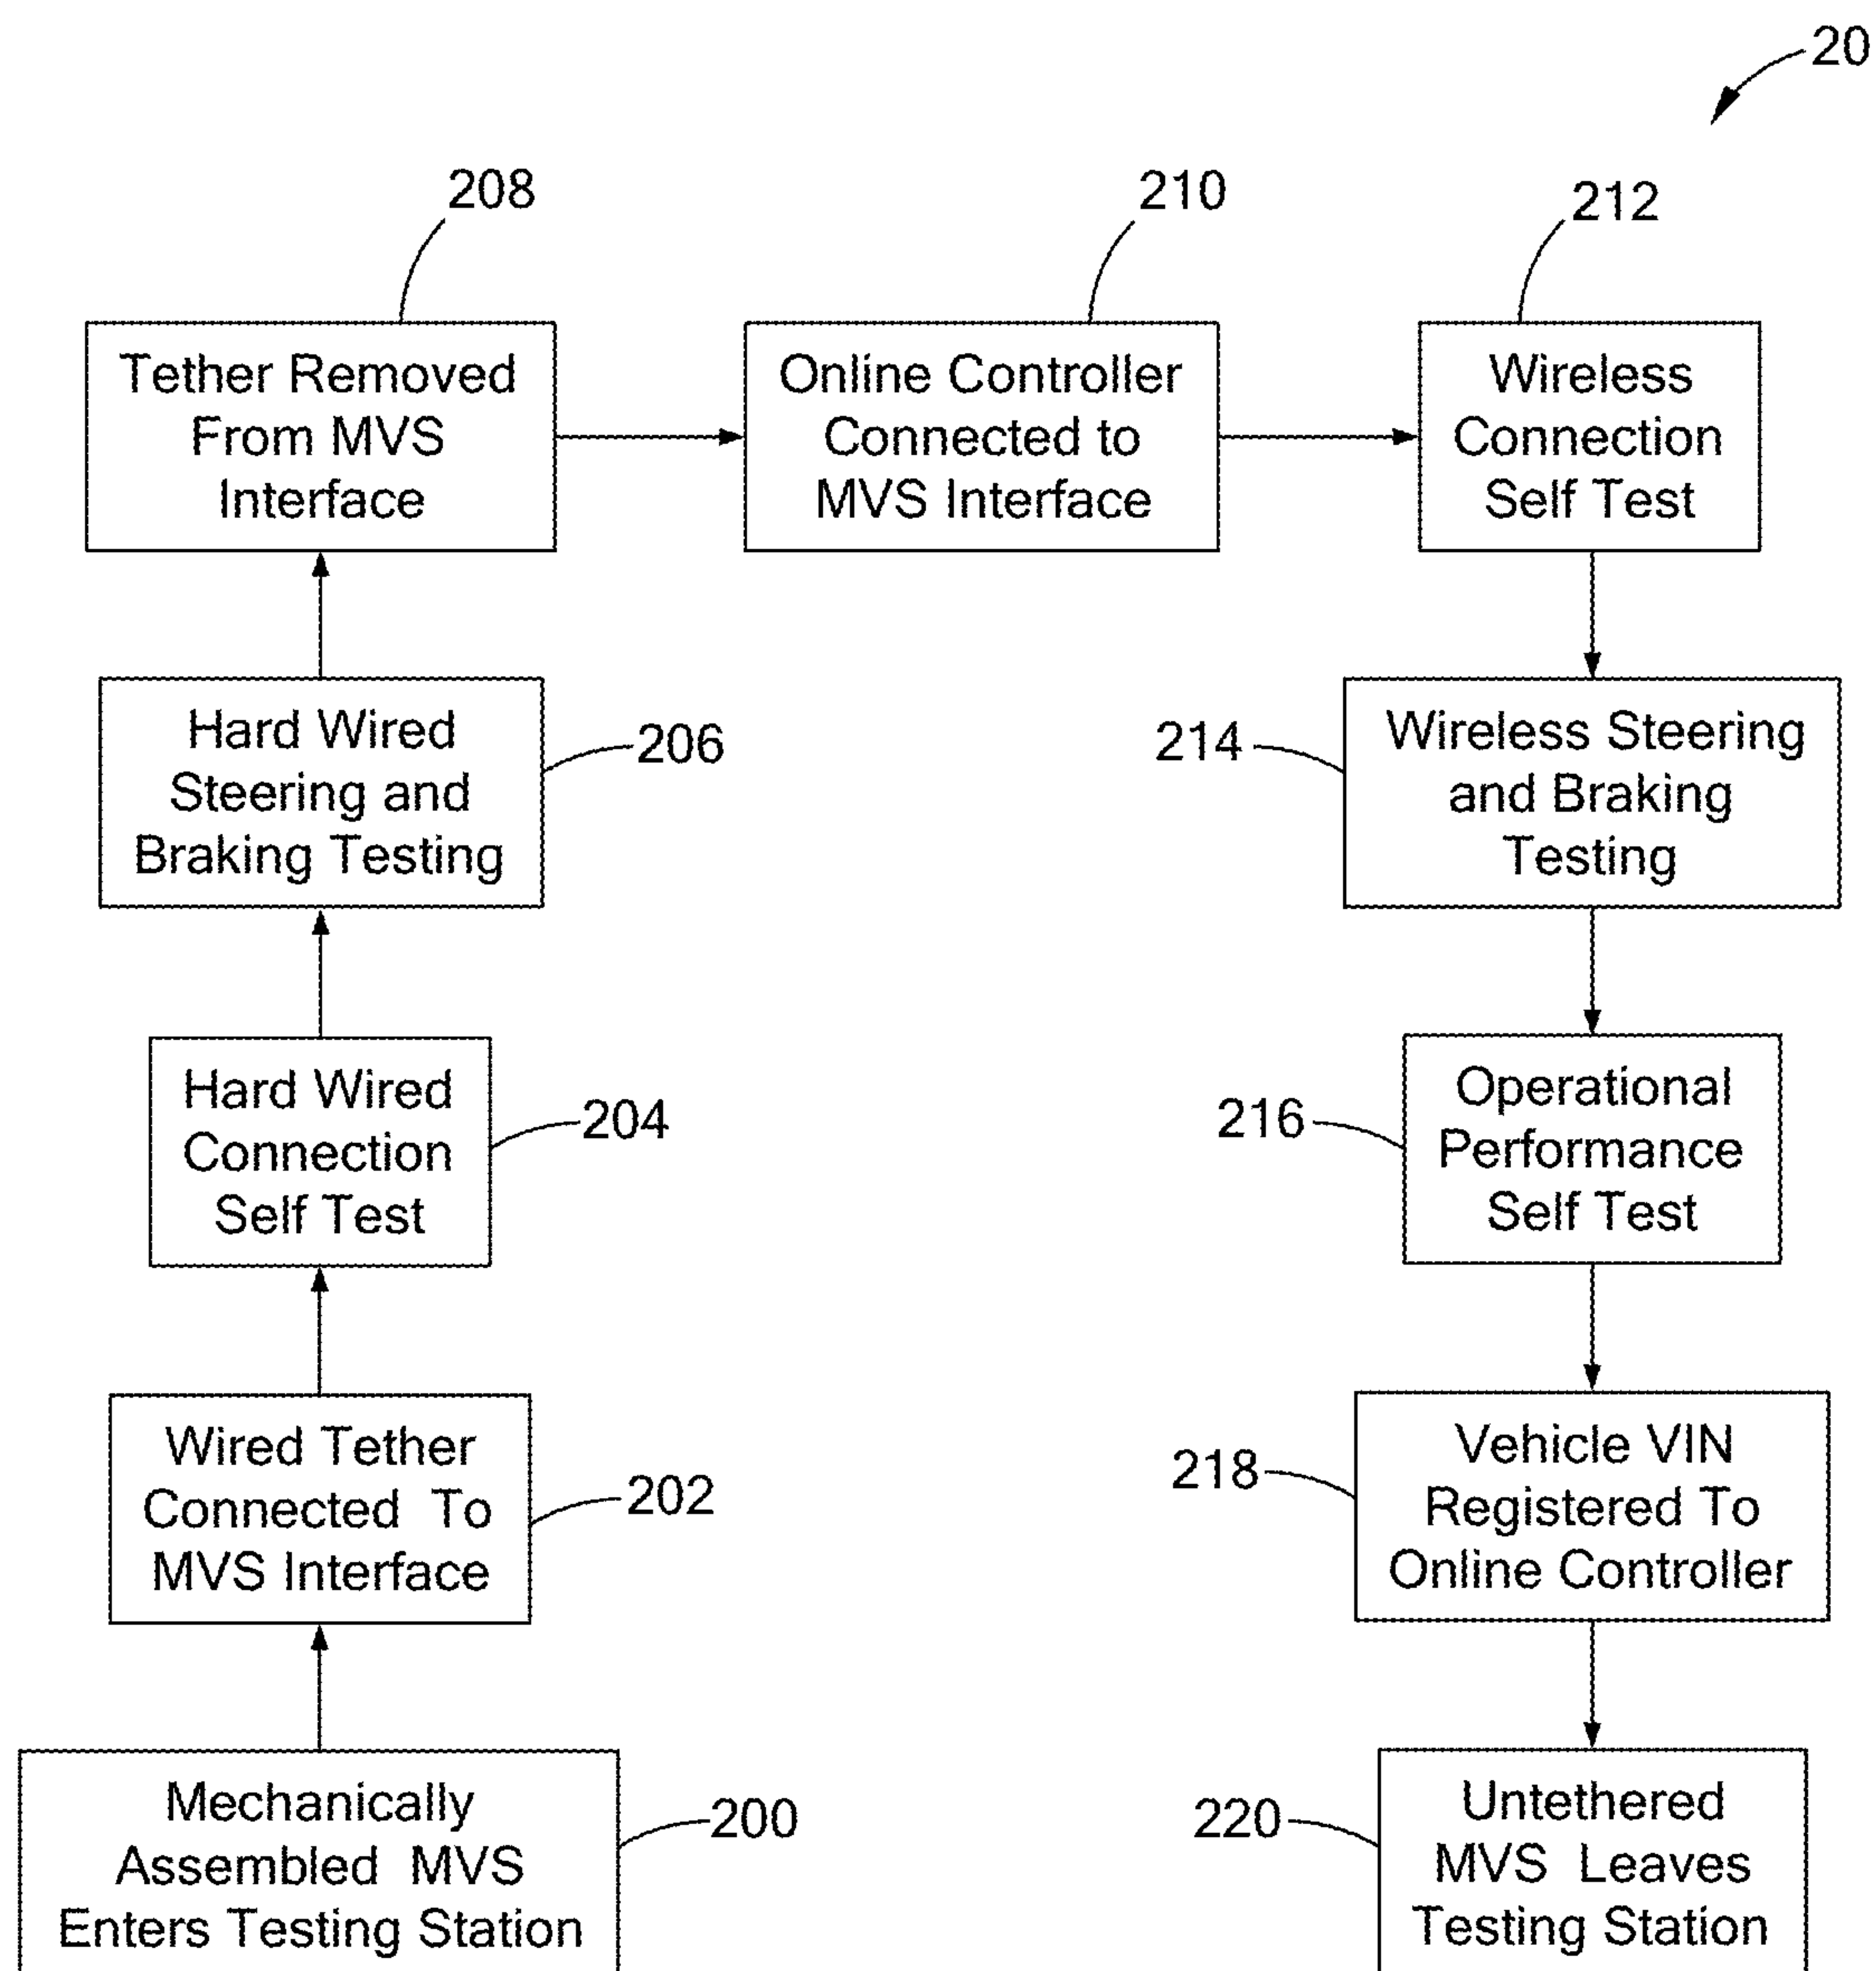 20
208
210
212
Tether Removed
From MVS
Interface
Online Controller
Connected to
MVS Interface
Wireless
Connection
Self Test
Hard Wired
Steering and
Braking Testing
206
214
Wireless Steering
and Braking
Testing
Hard Wired
Connection
Self Test
204
216
Operational
Performance
Self Test
Wired Tether
Connected To
MVS Interface
202
218
Vehicle VIN
Registered To
Online Controller
Mechanically
Assembled MVS
Enters Testing Station
200
220
Untethered
MVS Leaves
Testing Station